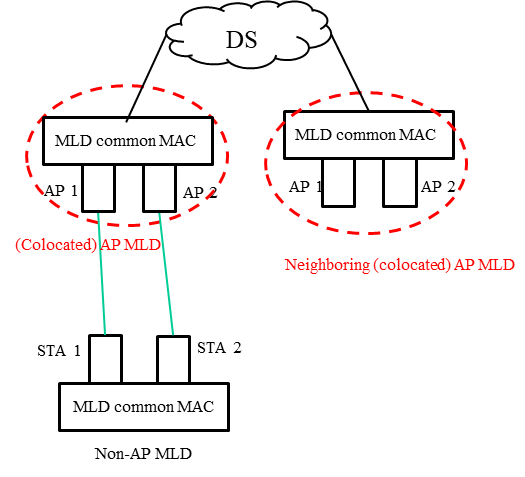 DS
MLD common MAC
MLD common MAC
AP 1
AP 2
AP 1
AP 2
(Colocated) AP MLD
Neighboring (colocated) AP MLD
STA 1
STA 2
MLD common MAC
Non-AP MLD